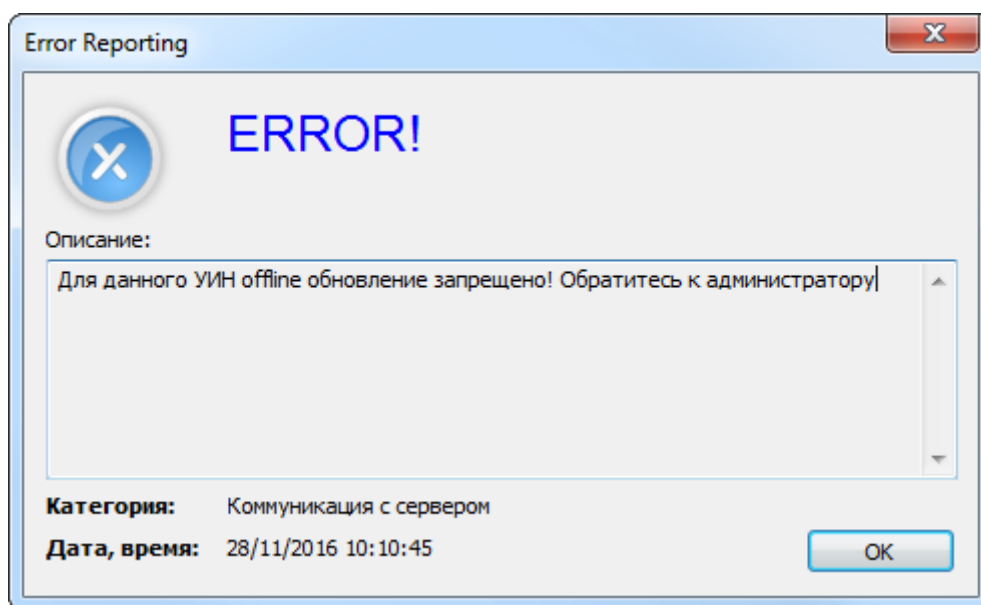 Error Reporting
ERROR!
Описание:
Для данного УИН offline обновление запрещено! Обратитесь к администратору
Категория: Коммуникация с сервером
Дата, время: 28/11/2016 10:10:45
OK